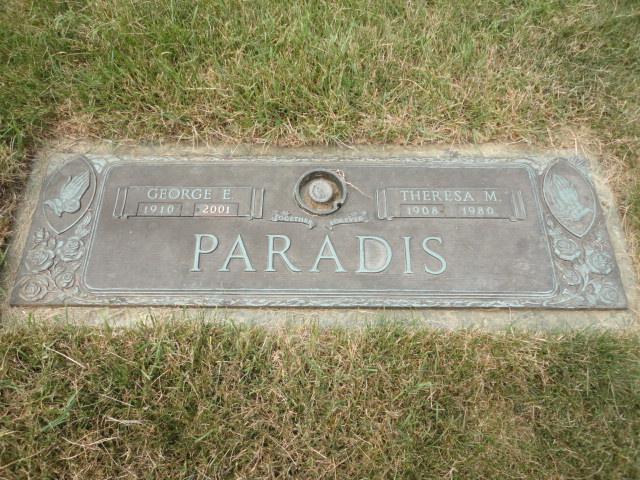 GEORGE E.
1910 2001
THERESA M.
1908 1980
TOGETHER FOREVER
PARADIS